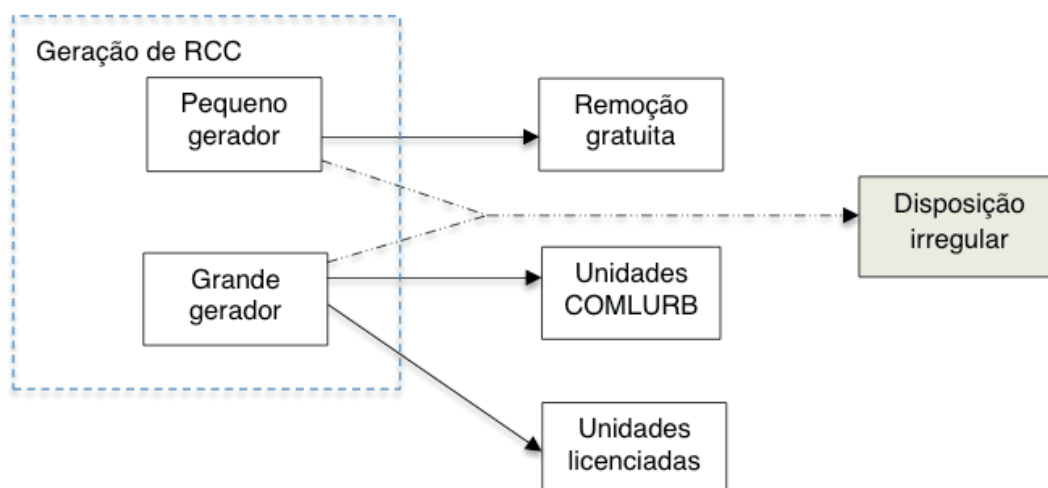 Geração de RCC
Pequeno
gerador
Remoção
gratuita
Disposição
irregular
Grande
gerador
Unidades
COMLURB
Unidades
licenciadas